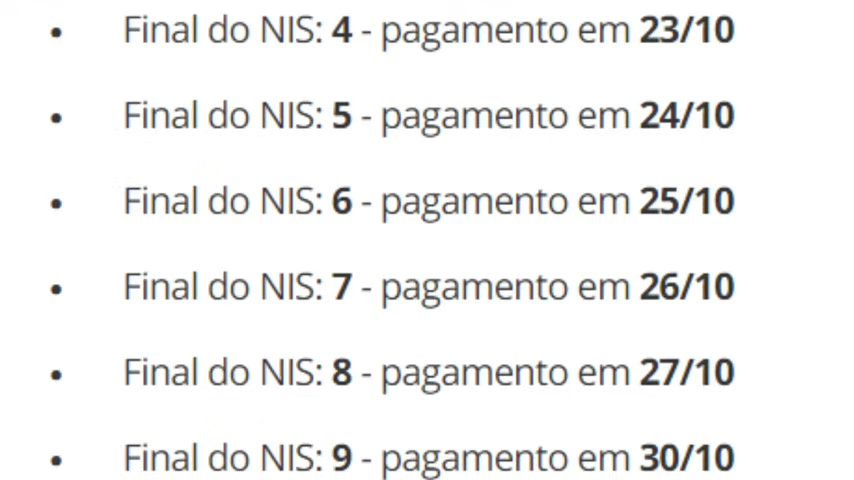 • Final do NIS: 4 - pagamento em 23/10
• Final do NIS: 5 - pagamento em 24/10
• Final do NIS: 6 - pagamento em 25/10
• Final do NIS: 7 - pagamento em 26/10
• Final do NIS: 8 - pagamento em 27/10
• Final do NIS: 9 - pagamento em 30/10